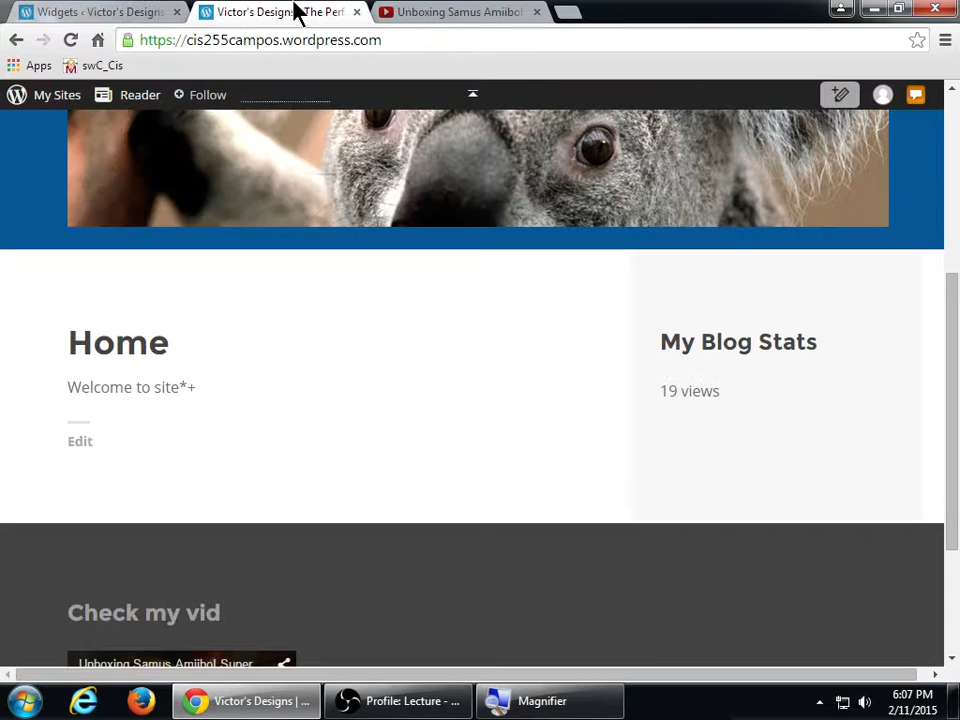 Widgets ‹ Victor's Designs
Victor's Designs | The Perf
Unboxing Samus Amiibo!
https://cis255campos.wordpress.com
Apps
swC_Cis
My Sites
Reader
Follow
Home
Welcome to site*+
Edit
My Blog Stats
19 views
Check my vid
Unboxing Samus Amiibo! Super
Victor's Designs | ...
Profile: Lecture - ...
Magnifier
6:07 PM
2/11/2015